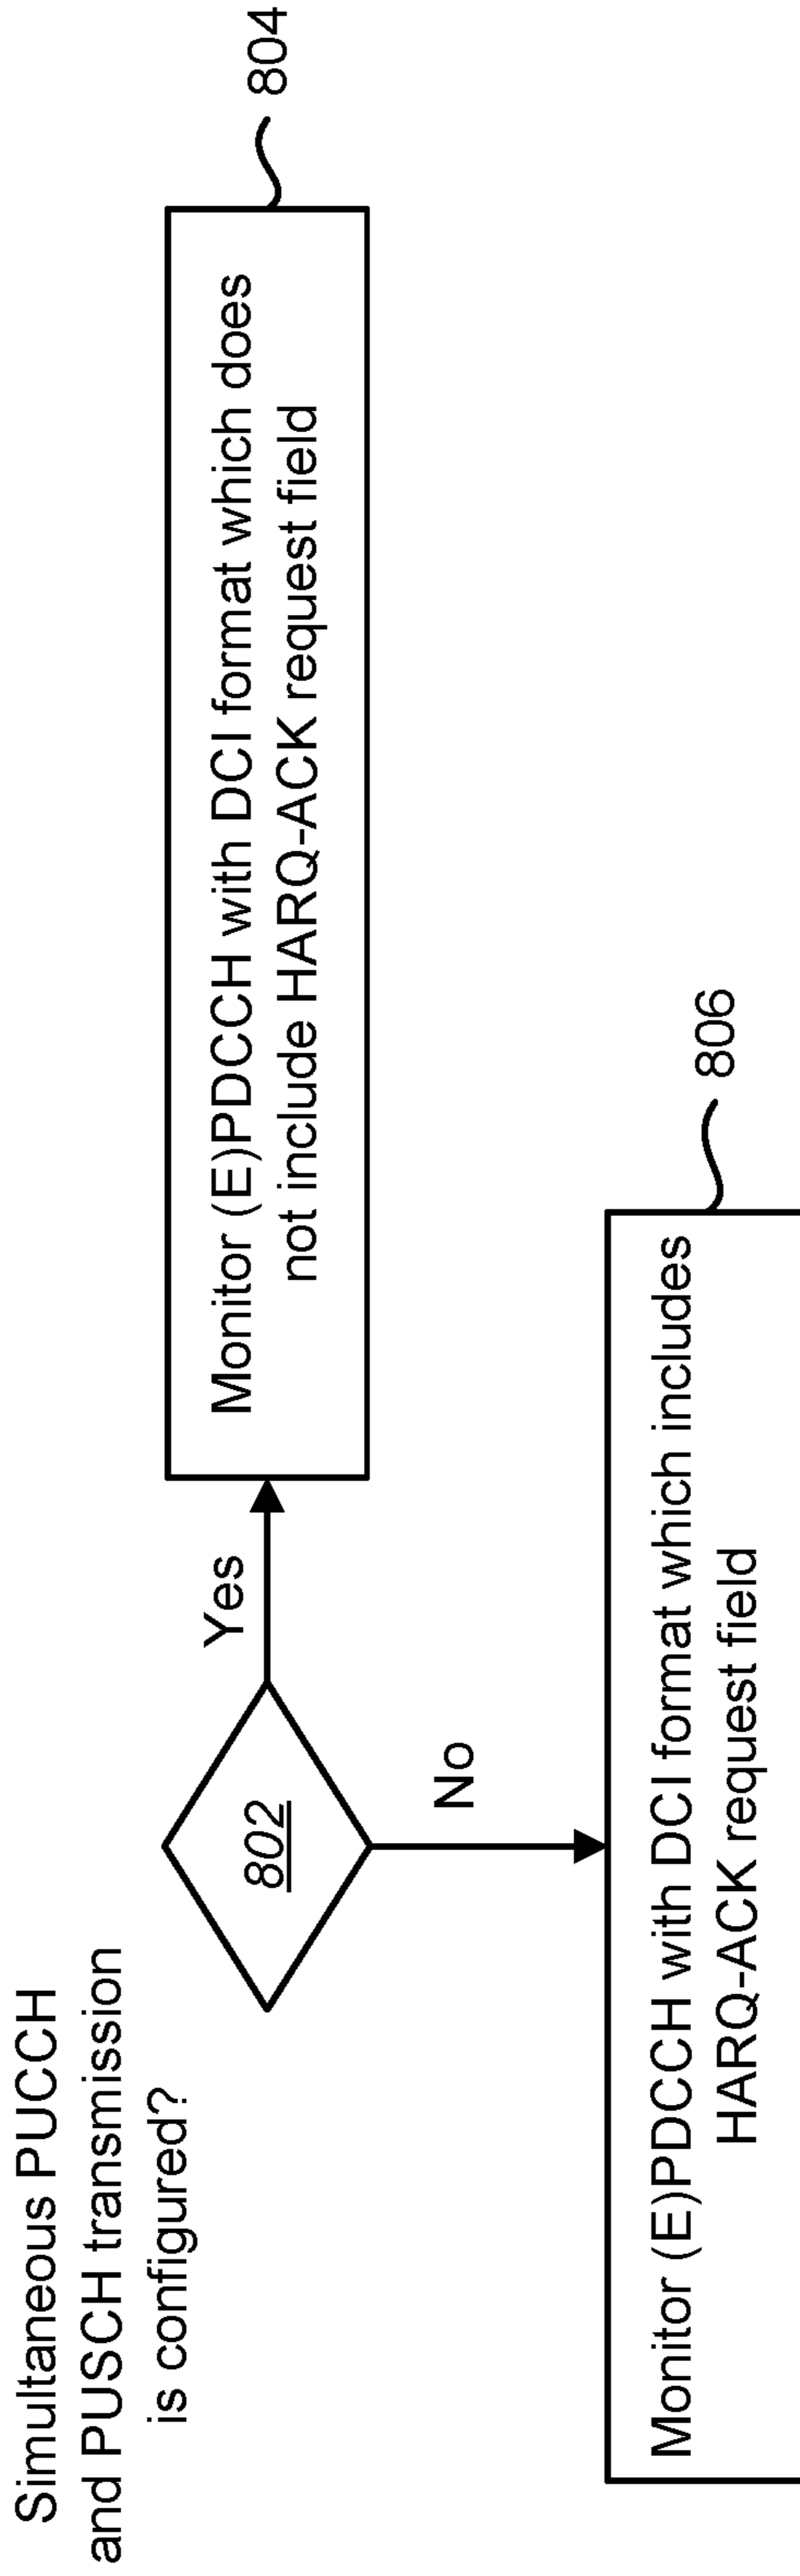 Simultaneous PUCCH
and PUSCH transmission
is configured?
802
Yes
Monitor (E)PDCCH with DCI format which does
not include HARQ-ACK request field
804
No
Monitor (E)PDCCH with DCI format which includes
HARQ-ACK request field
806